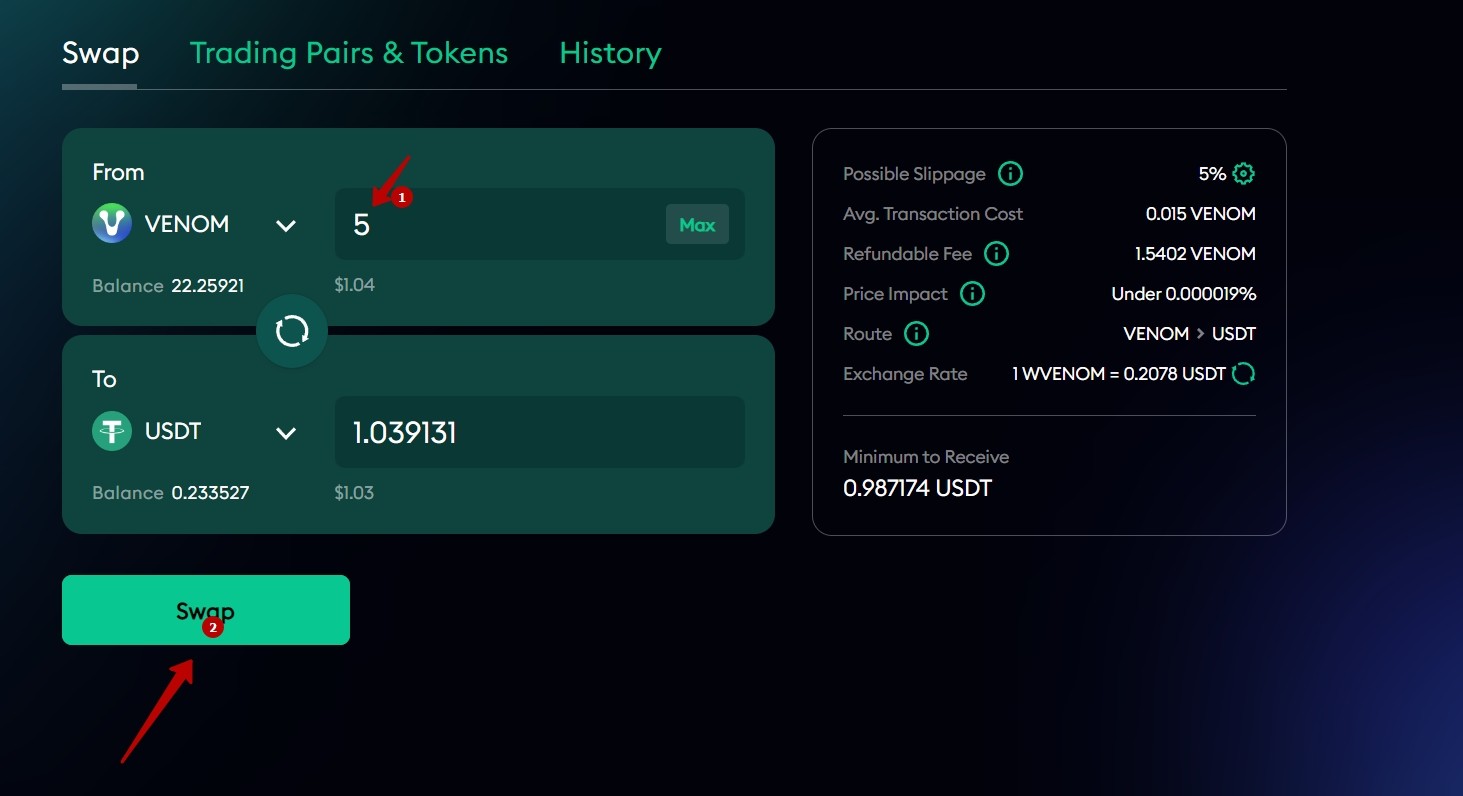 Swap Trading Pairs & Tokens History
From
VENOM 5 Max
1
Balance 22.25921 $1.04
To
USDT 1.039131
Balance 0.233527 $1.03
Swap
2
Possible Slippage 5%
Avg. Transaction Cost 0.015 VENOM
Refundable Fee 1.5402 VENOM
Price Impact Under 0.000019%
Route VENOM > USDT
Exchange Rate 1 WVENOM = 0.2078 USDT
Minimum to Receive
0.987174 USDT